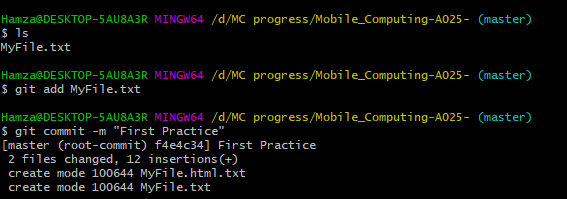 Hamza@DESKTOP-5AU8A3R MINGW64 /d/MC progress/Mobile_Computing-AO25- (master)
$ ls
MyFile.txt
Hamza@DESKTOP-5AU8A3R MINGW64 /d/MC progress/Mobile_Computing-AO25- (master)
$ git add MyFile.txt
Hamza@DESKTOP-5AU8A3R MINGW64 /d/MC progress/Mobile_Computing-AO25- (master)
$ git commit -m "First Practice"
[master (root-commit) f4e4c34] First Practice
2 files changed, 12 insertions(+)
create mode 100644 MyFile.html.txt
create mode 100644 MyFile.txt